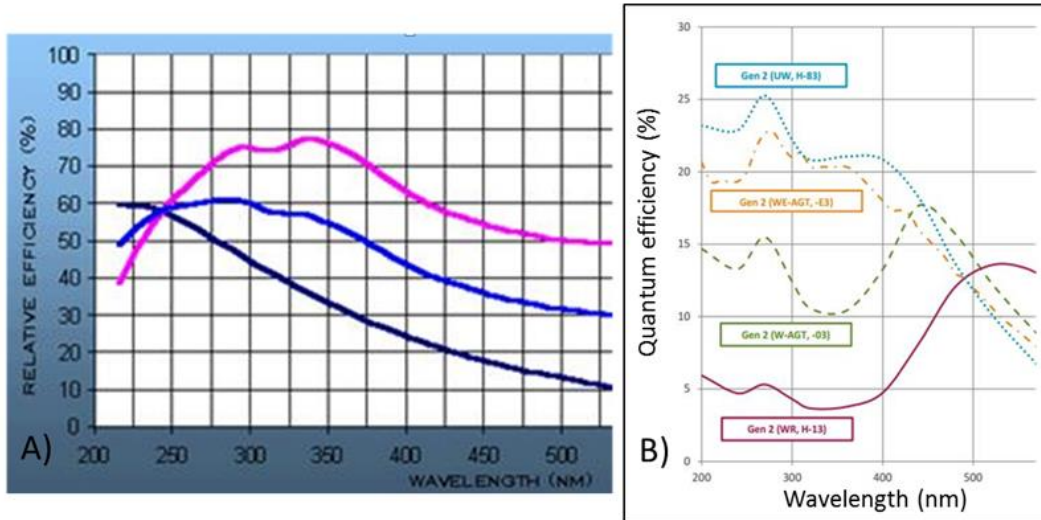 100
90
80
70
60
50
40
30
20
10
0
RELATIVE EFFICIENCY (%)
200 250 300 350 400 450 500
WAVELENGTH (NM)
A)
30
25
20
15
10
5
0
Quantum efficiency (%)
Gen 2 (UW, H-83)
Gen 2 (WE-AGT, -E3)
Gen 2 (W-AGT, -03)
Gen 2 (WR, H-13)
200 300 400 500
Wavelength (nm)
B)